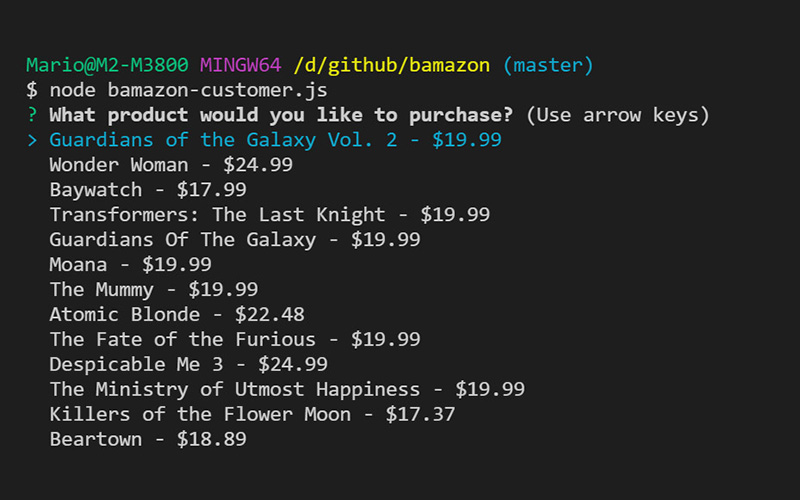 Mario@M2-M3800 MINGW64 /d/github/bamazon (master)
$ node bamazon-customer.js
? What product would you like to purchase? (Use arrow keys)
> Guardians of the Galaxy Vol. 2 - $19.99
Wonder Woman - $24.99
Baywatch - $17.99
Transformers: The Last Knight - $19.99
Guardians Of The Galaxy - $19.99
Moana - $19.99
The Mummy - $19.99
Atomic Blonde - $22.48
The Fate of the Furious - $19.99
Despicable Me 3 - $24.99
The Ministry of Utmost Happiness - $19.99
Killers of the Flower Moon - $17.37
Beartown - $18.89